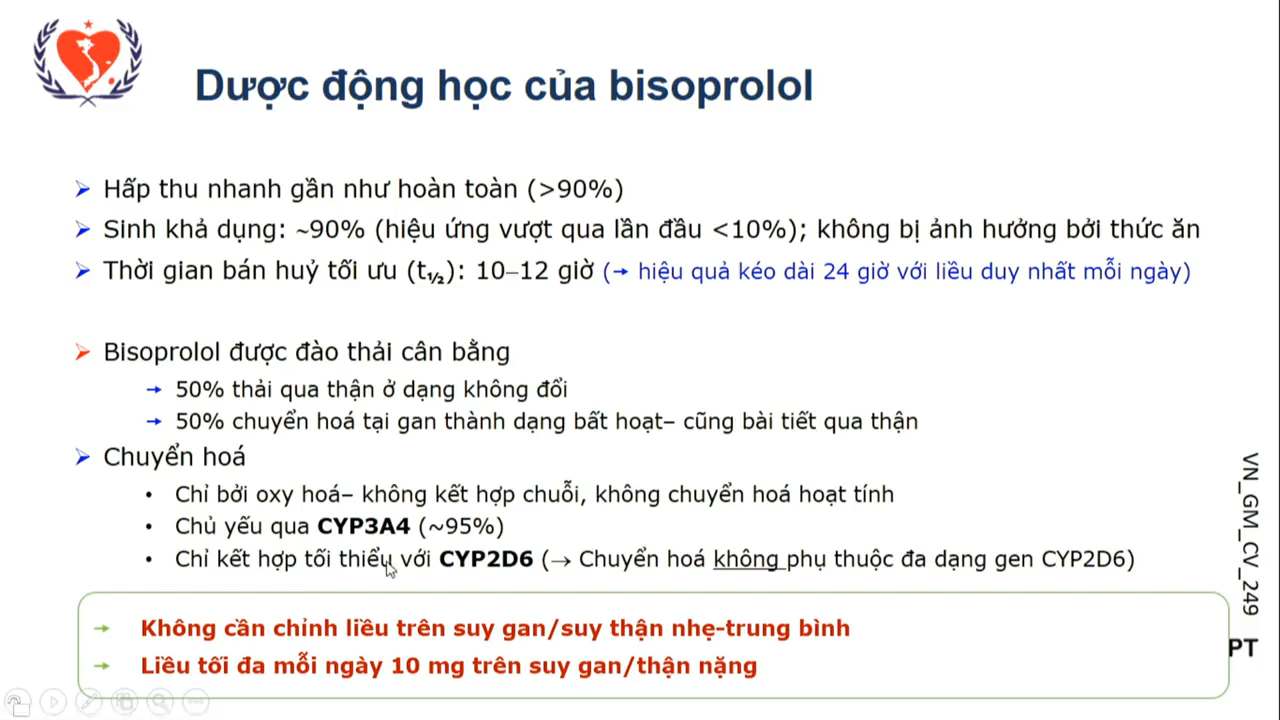 Dược động học của bisoprolol
Hấp thu nhanh gần như hoàn toàn (>90%)
Sinh khả dụng: ~90% (hiệu ứng vượt qua lần đầu <10%); không bị ảnh hưởng bởi thức ăn
Thời gian bán huỷ tối ưu (t½): 10–12 giờ (→ hiệu quả kéo dài 24 giờ với liều duy nhất mỗi ngày)
Bisoprolol được đào thải cân bằng
→ 50% thải qua thận ở dạng không đổi
→ 50% chuyển hoá tại gan thành dạng bất hoạt– cũng bài tiết qua thận
Chuyển hoá
• Chỉ bởi oxy hoá– không kết hợp chuỗi, không chuyển hoá hoạt tính
• Chủ yếu qua CYP3A4 (~95%)
• Chỉ kết hợp tối thiểu với CYP2D6 (→ Chuyển hoá không phụ thuộc đa dạng gen CYP2D6)
→ Không cần chỉnh liều trên suy gan/suy thận nhẹ-trung bình
→ Liều tối đa mỗi ngày 10 mg trên suy gan/thận nặng
VN_GM_CV_249
PT